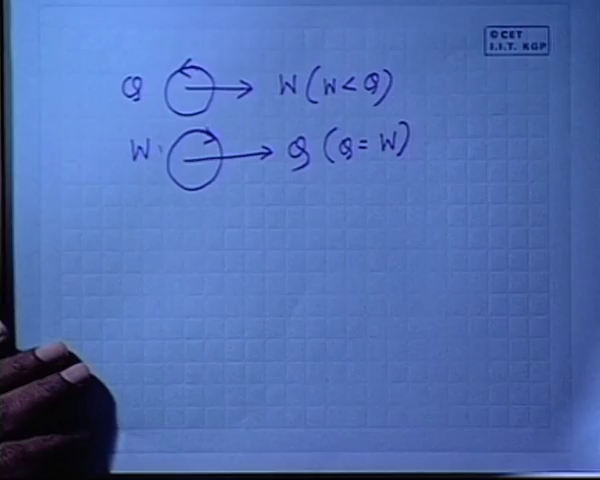 © CET
I.I.T. KGP
Q → W (W < Q)
W → Q (Q = W)